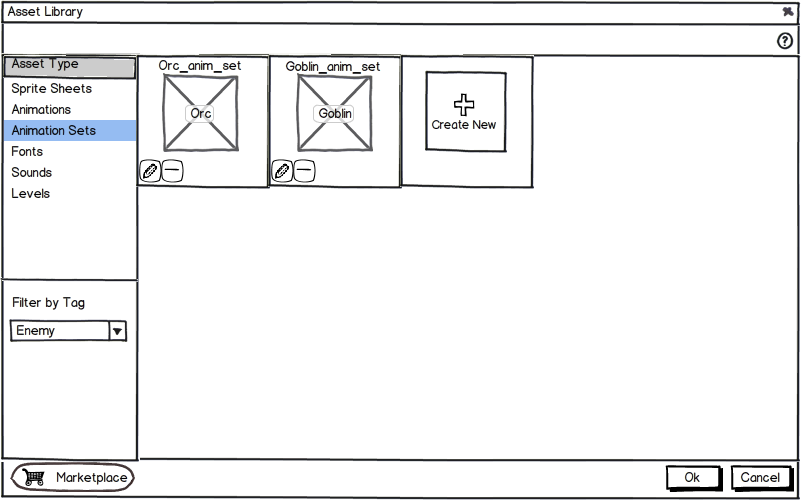 Asset Library
Asset Type
Sprite Sheets
Animations
Animation Sets
Fonts
Sounds
Levels
Filter by Tag
Enemy
Orc_anim_set
Orc
Goblin_anim_set
Goblin
Create New
Marketplace
Ok
Cancel